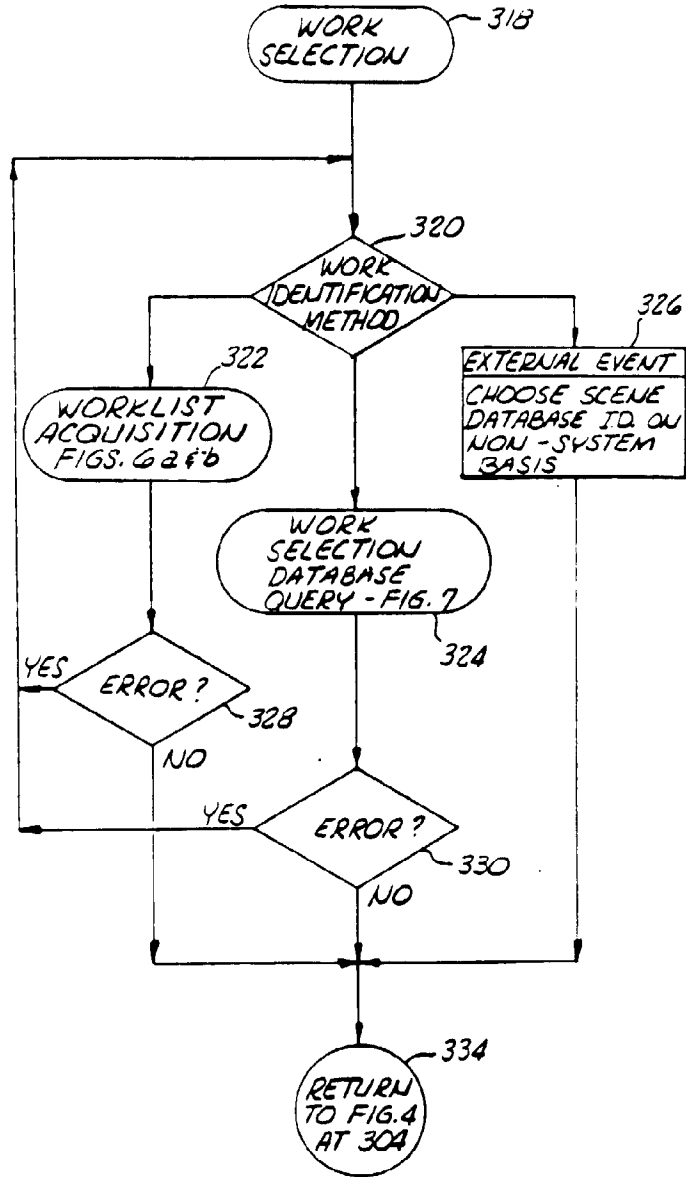 WORK
SELECTION
318
320
WORK
IDENTIFICATION
METHOD
326
EXTERNAL EVENT
CHOOSE SCENE
DATABASE I.D. ON
NON-SYSTEM
BASIS
322
WORKLIST
ACQUISITION
FIGS. 6a & b
WORK
SELECTION
DATABASE
QUERY - FIG. 7
324
YES
ERROR?
328
NO
YES
ERROR?
330
NO
334
RETURN
TO FIG. 4
AT 304